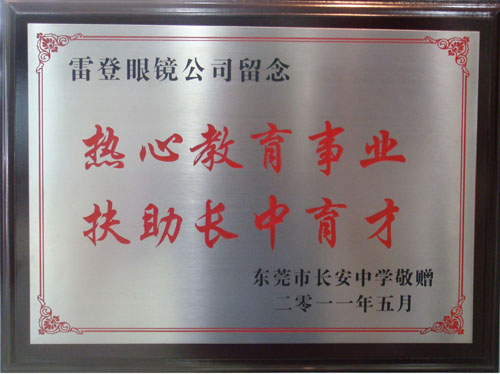 雷登眼镜公司留念
热心教育事业
扶助长中育才
东莞市长安中学敬赠
二零一一年五月